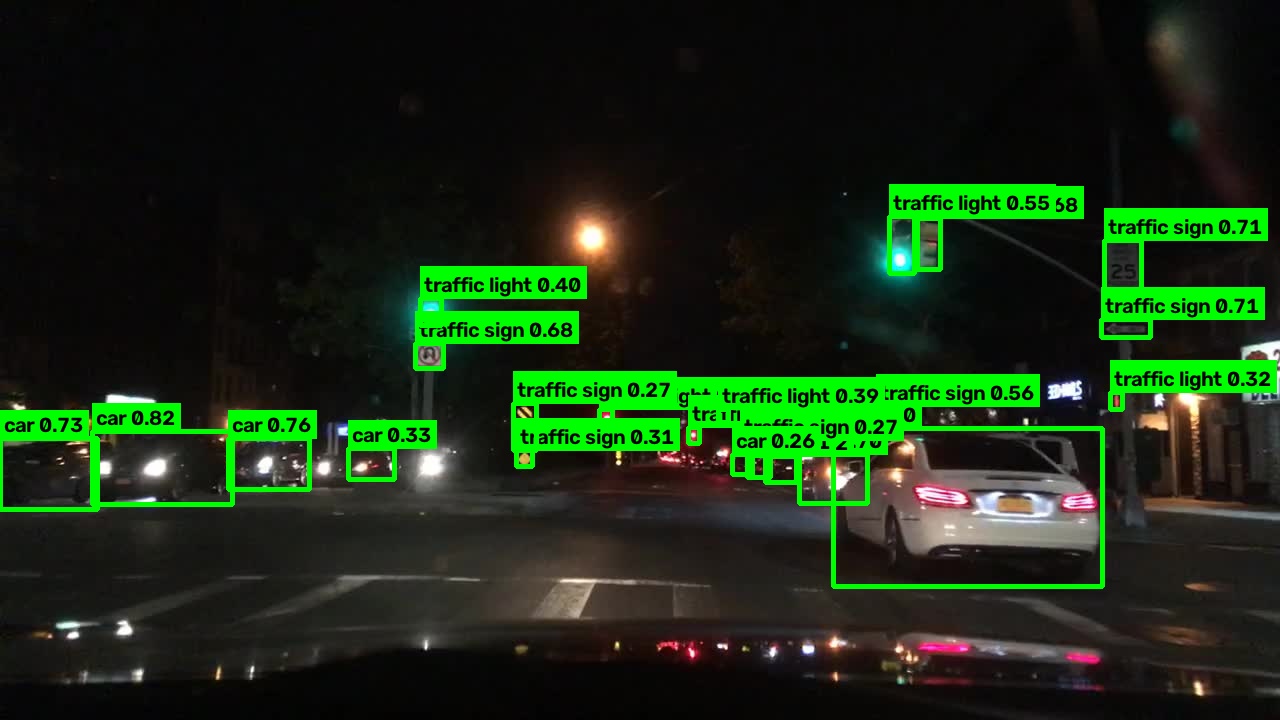 traffic light 0.55
68
traffic sign 0.71
25
traffic light 0.40
traffic sign 0.71
traffic sign 0.68
traffic light 0.32
traffic sign 0.27
traffic light 0.39
traffic sign 0.56
car 0.73
car 0.82
car 0.76
car 0.33
traffic sign 0.31
traffic sign 0.27
car 0.26